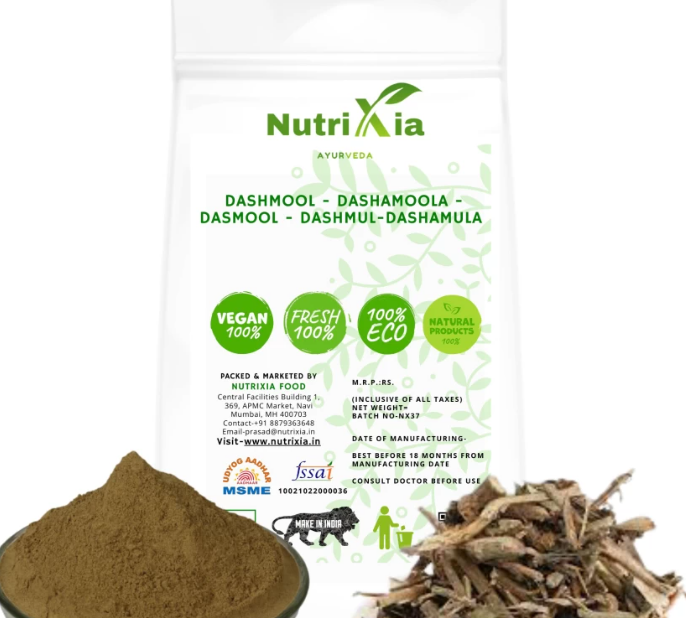 NutriXia
AYURVEDA
DASHMOOL - DASHAMOOLA -
DASMOOL - DASHMUL-DASHAMULA
VEGAN
100%
FRESH
100%
100%
ECO
NATURAL
PRODUCTS
100%
PACKED & MARKETED BY
NUTRIXIA FOOD
Central Facilities Building 1,
369, APMC Market, Navi
Mumbai, MH 400703
Contact-+91 8879363648
Email-prasad@nutrixia.in
Visit-www.nutrixia.in
M.R.P.:RS.
(INCLUSIVE OF ALL TAXES)
NET WEIGHT=
BATCH NO-NX37
DATE OF MANUFACTURING-
BEST BEFORE 18 MONTHS FROM
MANUFACTURING DATE
CONSULT DOCTOR BEFORE USE
UDYOG AADHAR
AADHAAR
MSME
fssai
10021022000036
MAKE IN INDIA